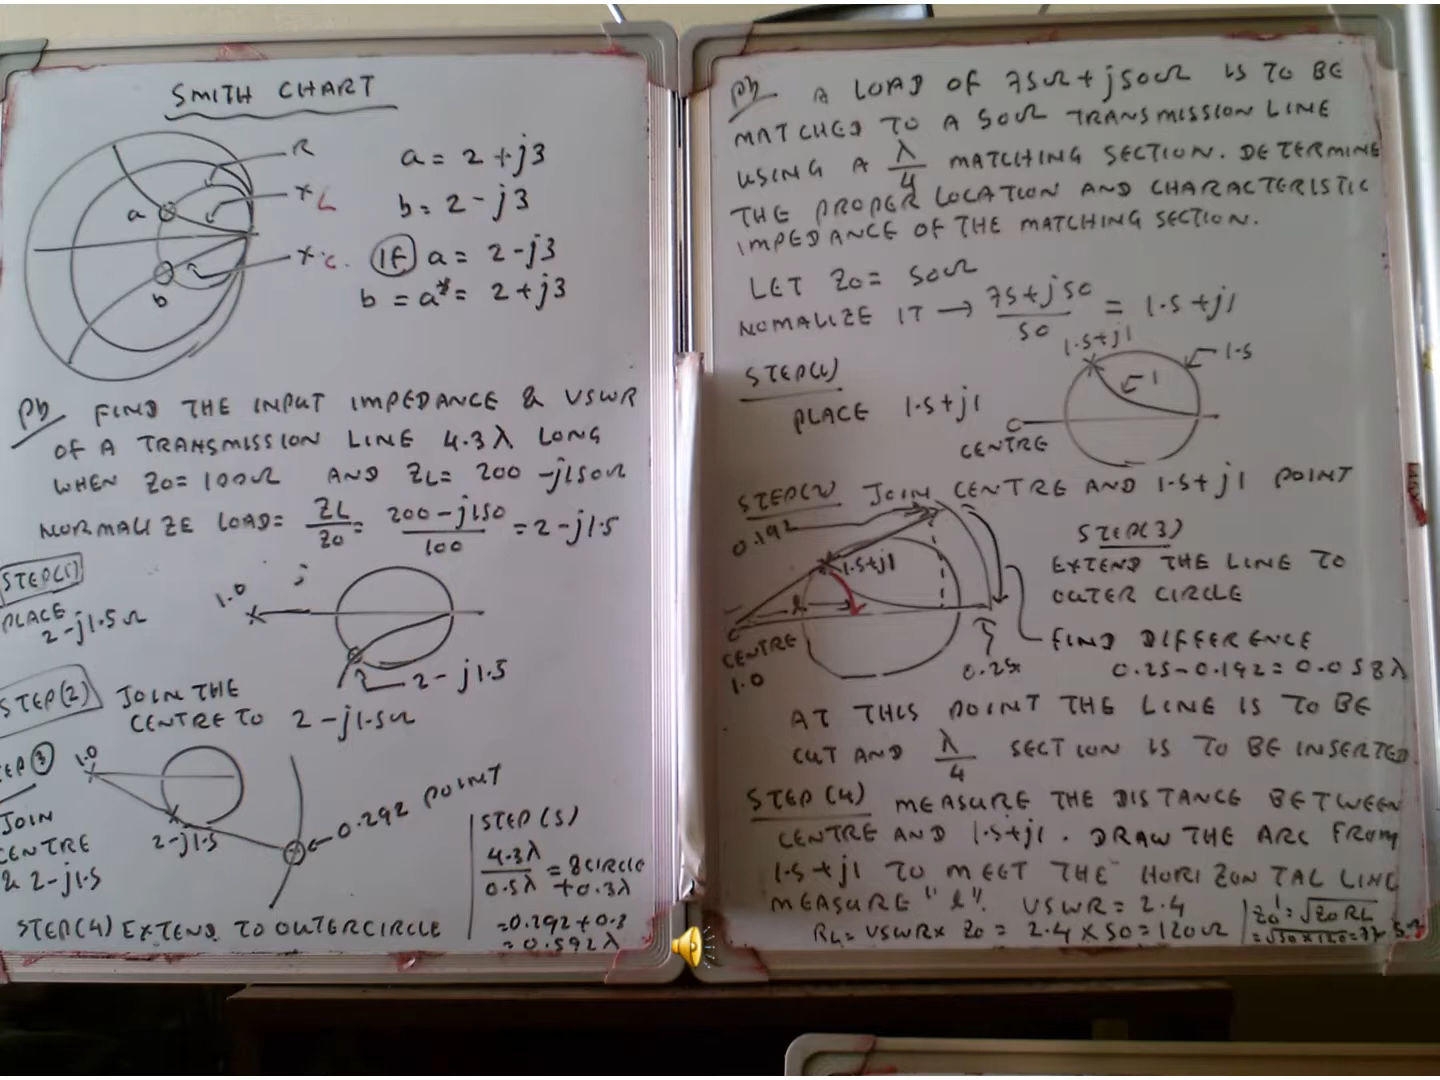 SMITH CHART
R
XL
a
XC.
b
a = 2 + j3
b = 2 - j3
IF a = 2 - j3
b = a* = 2 + j3
Pb FIND THE INPUT IMPEDANCE & VSWR
OF A TRANSMISSION LINE 4.3λ LONG
WHEN Z0 = 100Ω AND ZL = 200 - j150Ω
NORMALIZE LOAD = ZL/Z0 = 200 - j150/100 = 2 - j1.5
STEP(1)
PLACE
2 - j1.5Ω
1.0
2 - j1.5
STEP(2) JOIN THE
CENTRE TO 2 - j1.5Ω
STEP 3
JOIN
CENTRE
& 2-j1.5
1.0
2-j1.5
0.292 POINT
STEP(4) EXTEND TO OUTERCIRCLE
STEP(5)
4.3λ/0.5λ = 8 CIRCLE
+ 0.3λ
= 0.292 + 0.3
= 0.592λ
Pb A LOAD OF 75Ω + j50Ω IS TO BE
MATCHED TO A 50Ω TRANSMISSION LINE
USING A λ/4 MATCHING SECTION. DETERMINE
THE PROPER LOCATION AND CHARACTERISTIC
IMPEDANCE OF THE MATCHING SECTION.
LET Z0 = 50Ω
NOMALIZE IT → 75 + j50/50 = 1.5 + j1
STEP(1)
PLACE 1.5 + j1
1.5 + j1
1.5
1
CENTRE
STEP(2) JOIN CENTRE AND 1.5 + j1 POINT
0.192
1.5+j1
l
CENTRE
1.0
0.25λ
STEP(3)
EXTEND THE LINE TO
OUTER CIRCLE
FIND DIFFERENCE
0.25 - 0.192 = 0.058λ
AT THIS POINT THE LINE IS TO BE
CUT AND λ/4 SECTION IS TO BE INSERTED
STEP(4) MEASURE THE DISTANCE BETWEEN
CENTRE AND 1.5+j1. DRAW THE ARC FROM
1.5+j1 TO MEET THE HORIZONTAL LINE
MEASURE "l". VSWR = 2.4
RL = VSWR x Z0 = 2.4 x 50 = 120Ω
Z0' = √Z0 RL
= √50 x 120 = 77.5Ω